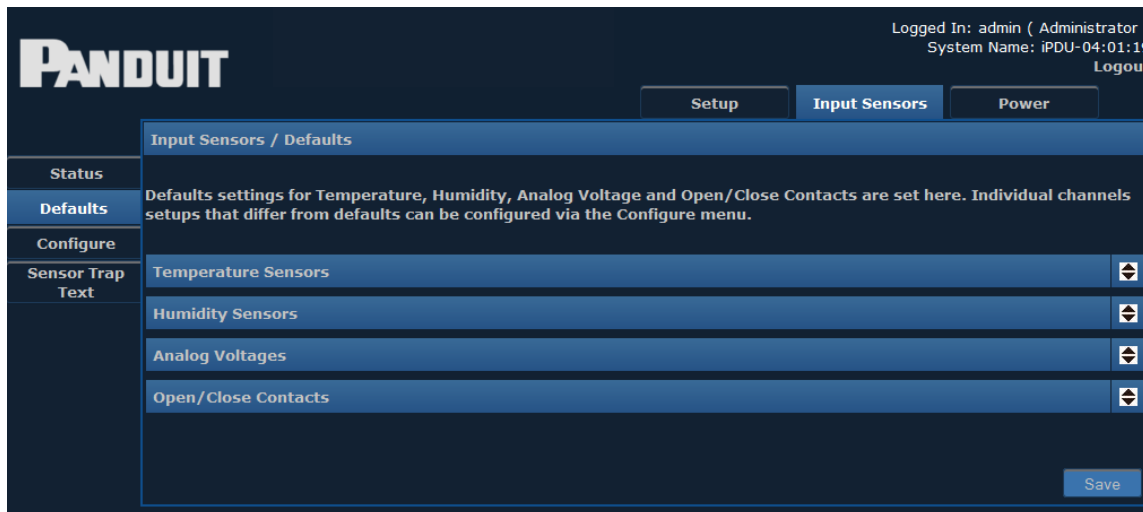 PANDUIT
Logged In: admin ( Administrator
System Name: iPDU-04:01:19
Logou
Setup
Input Sensors
Power
Input Sensors / Defaults
Status
Defaults
Configure
Sensor Trap
Text
Defaults settings for Temperature, Humidity, Analog Voltage and Open/Close Contacts are set here. Individual channels
setups that differ from defaults can be configured via the Configure menu.
Temperature Sensors
Humidity Sensors
Analog Voltages
Open/Close Contacts
Save